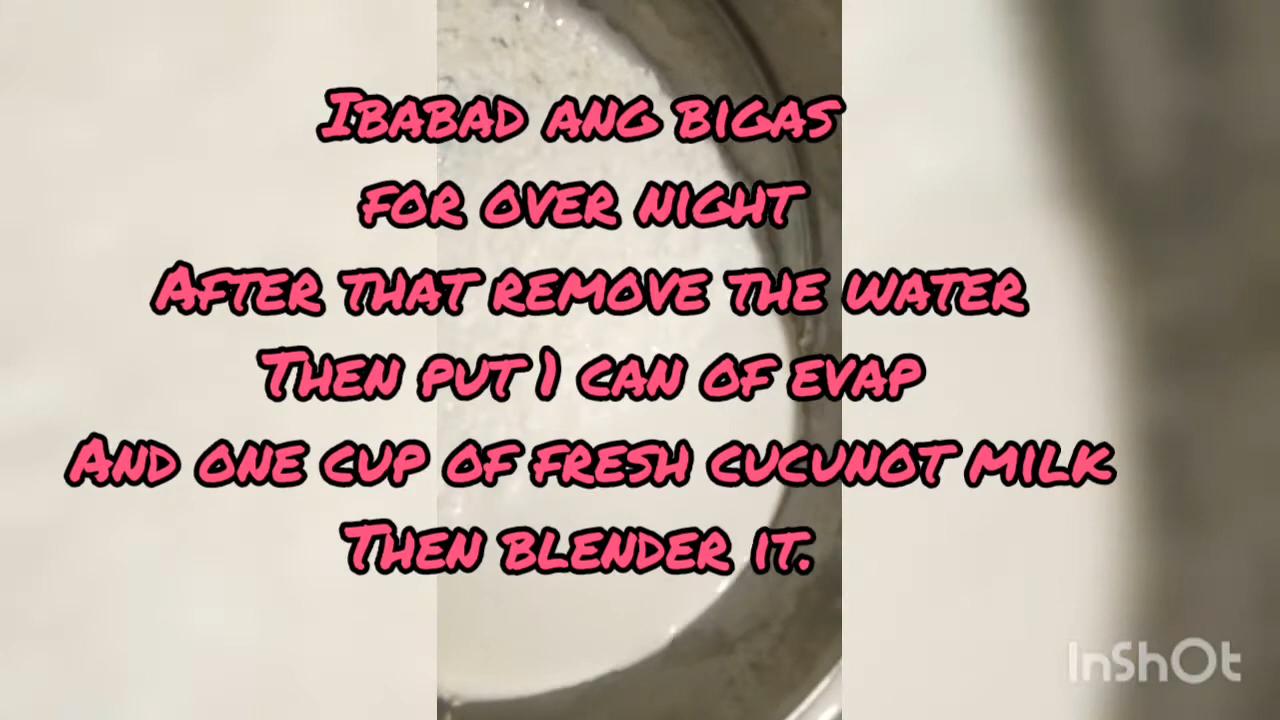 Ibabad ang bigas
for over night
After that remove the water
Then put 1 can of evap
And one cup of fresh cucunot milk
Then blender it.
InShOt